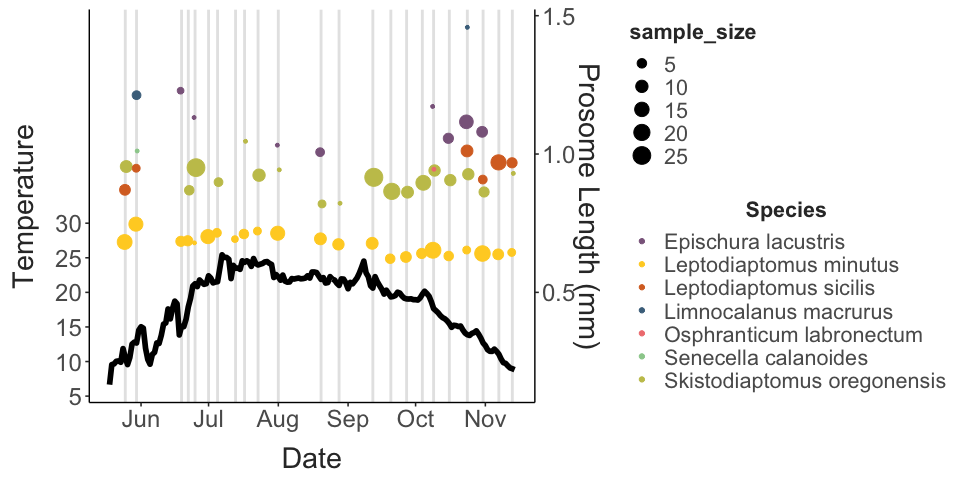 Temperature
30
25
20
15
10
5
Jun Jul Aug Sep Oct Nov
Date
1.5
1.0
0.5
Prosome Length (mm)
sample_size
5
10
15
20
25
Species
Epischura lacustris
Leptodiaptomus minutus
Leptodiaptomus sicilis
Limnocalanus macrurus
Osphranticum labronectum
Senecella calanoides
Skistodiaptomus oregonensis